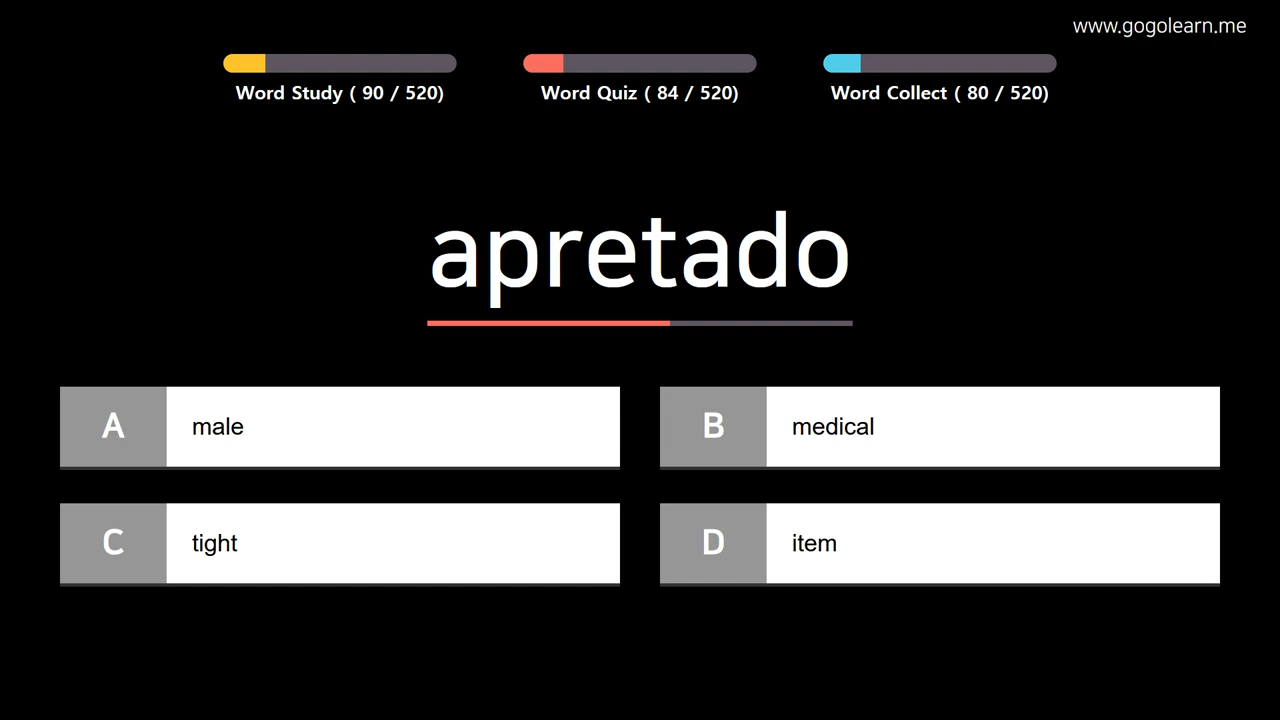 www.gogolearn.me
Word Study ( 90 / 520)
Word Quiz ( 84 / 520)
Word Collect ( 80 / 520)
apretado
A male
B medical
C tight
D item